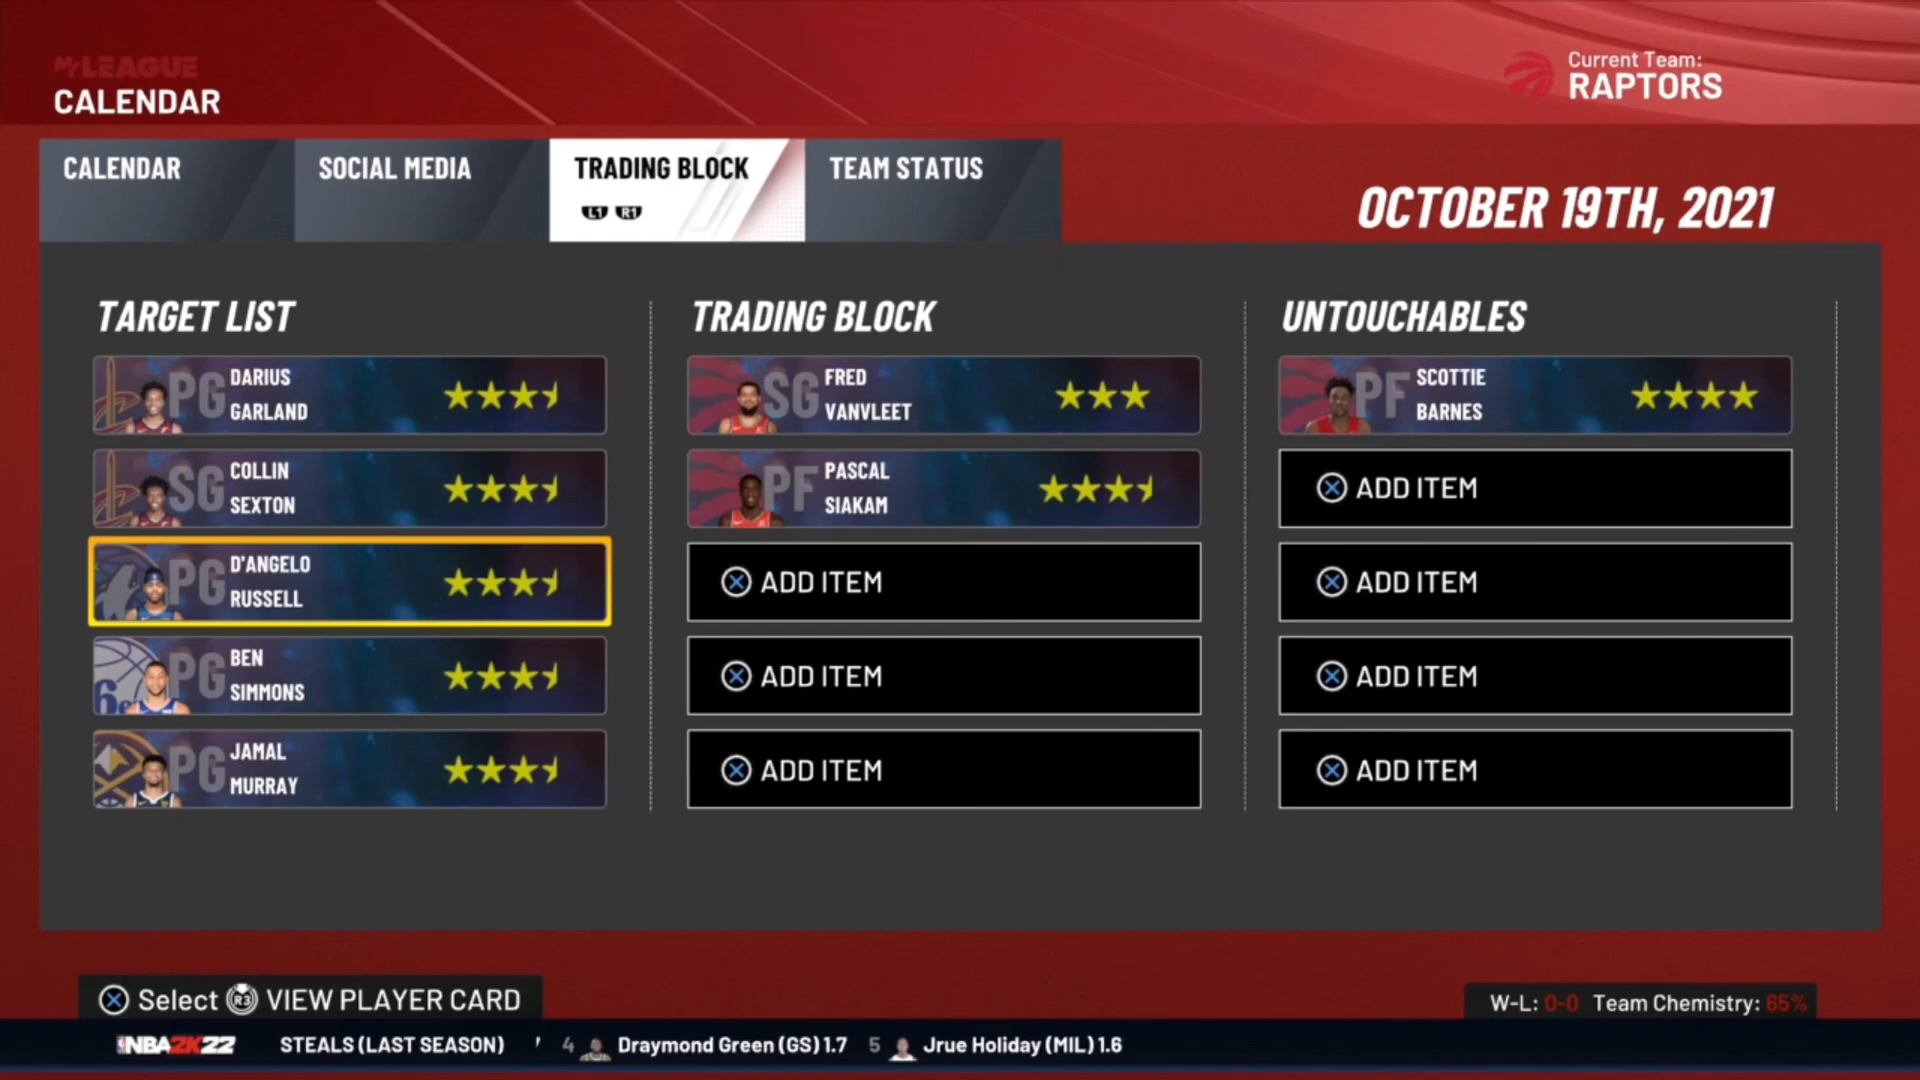 MyLEAGUE
CALENDAR
Current Team:
RAPTORS
CALENDAR
SOCIAL MEDIA
TRADING BLOCK
L1 R1
TEAM STATUS
OCTOBER 19TH, 2021
TARGET LIST
PG DARIUS GARLAND
SG COLLIN SEXTON
PG D'ANGELO RUSSELL
PG BEN SIMMONS
PG JAMAL MURRAY
TRADING BLOCK
SG FRED VANVLEET
PF PASCAL SIAKAM
ADD ITEM
ADD ITEM
ADD ITEM
UNTOUCHABLES
PF SCOTTIE BARNES
ADD ITEM
ADD ITEM
ADD ITEM
ADD ITEM
Select R3 VIEW PLAYER CARD
W-L: 0-0 Team Chemistry: 65%
NBA2K22 STEALS (LAST SEASON) 4 Draymond Green (GS) 1.7 5 Jrue Holiday (MIL) 1.6